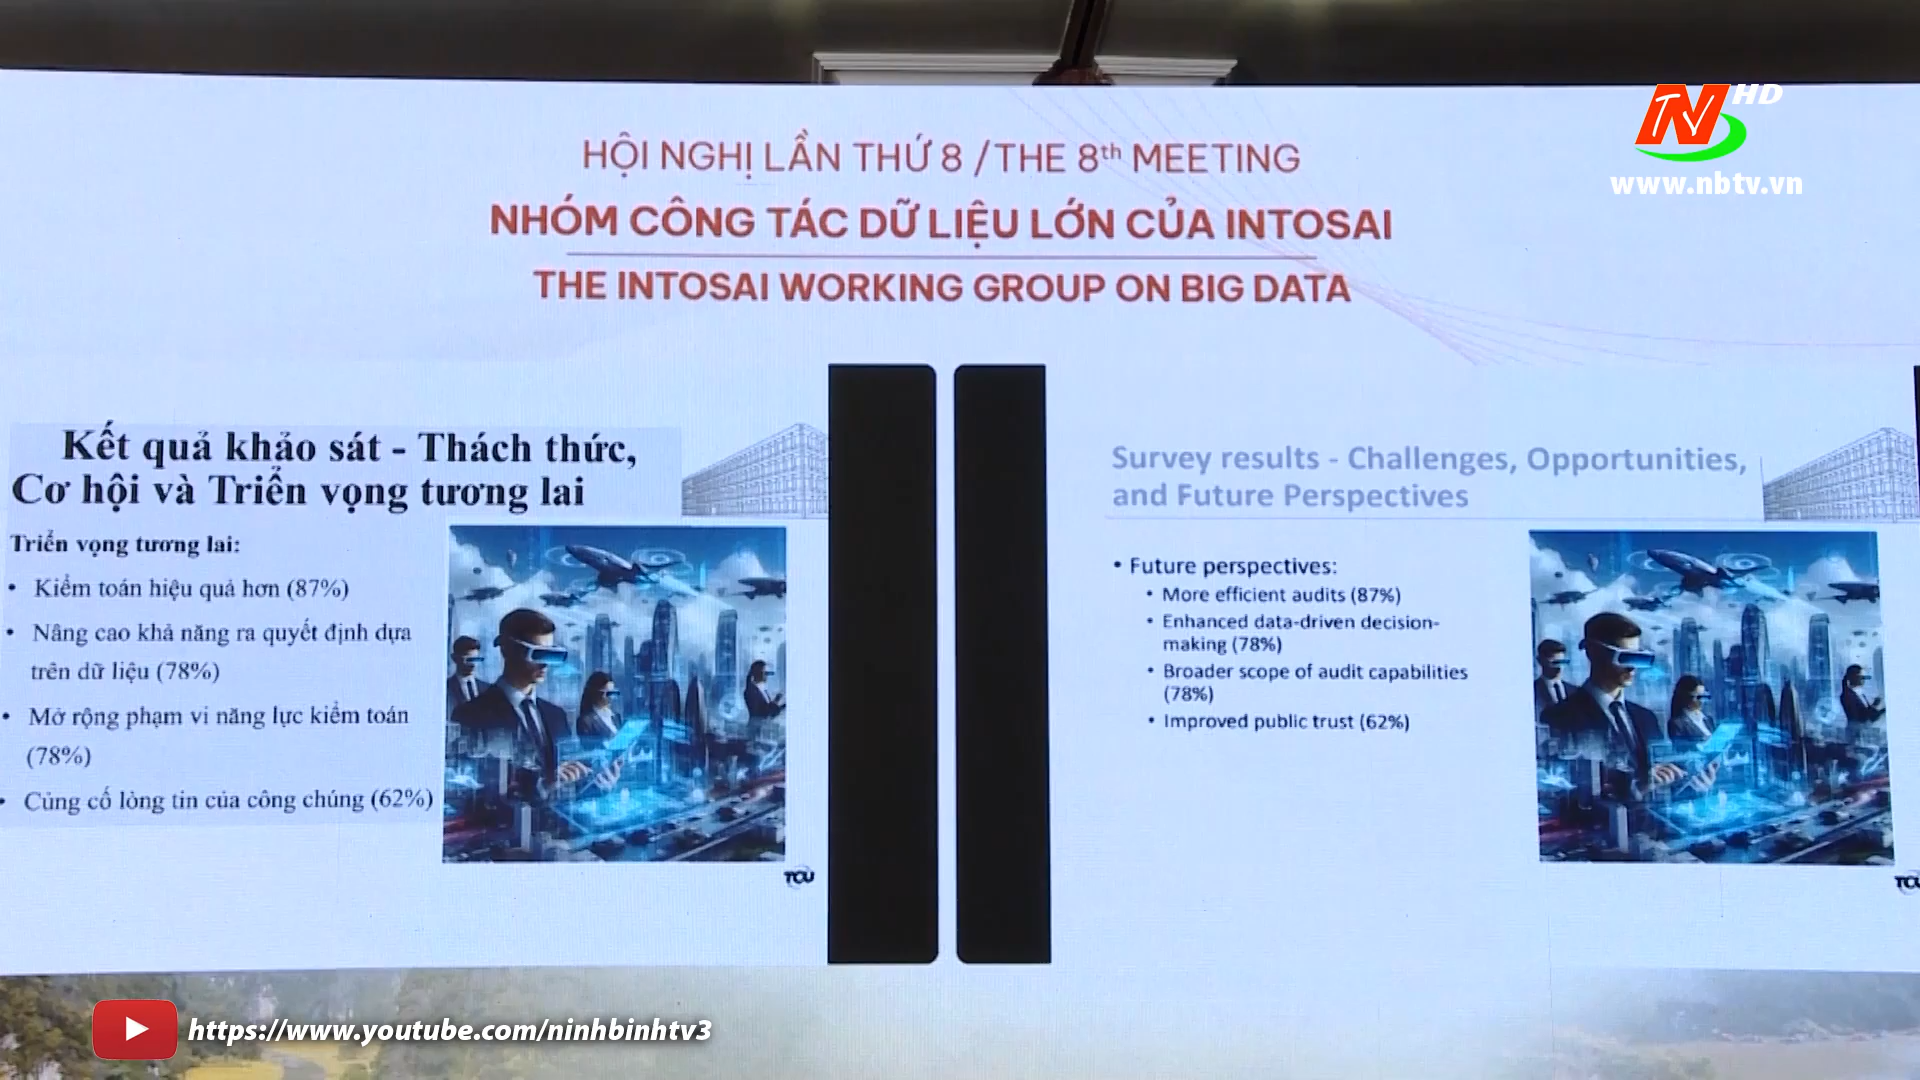 HD
www.nbtv.vn
HỘI NGHỊ LẦN THỨ 8 / THE 8th MEETING
NHÓM CÔNG TÁC DỮ LIỆU LỚN CỦA INTOSAI
THE INTOSAI WORKING GROUP ON BIG DATA
Kết quả khảo sát - Thách thức,
Cơ hội và Triển vọng tương lai
Triển vọng tương lai:
• Kiểm toán hiệu quả hơn (87%)
• Nâng cao khả năng ra quyết định dựa
trên dữ liệu (78%)
• Mở rộng phạm vi năng lực kiểm toán
(78%)
• Củng cố lòng tin của công chúng (62%)
TCU
Survey results - Challenges, Opportunities,
and Future Perspectives
• Future perspectives:
• More efficient audits (87%)
• Enhanced data-driven decision-
making (78%)
• Broader scope of audit capabilities
(78%)
• Improved public trust (62%)
TCU
https://www.youtube.com/ninhbinhtv3